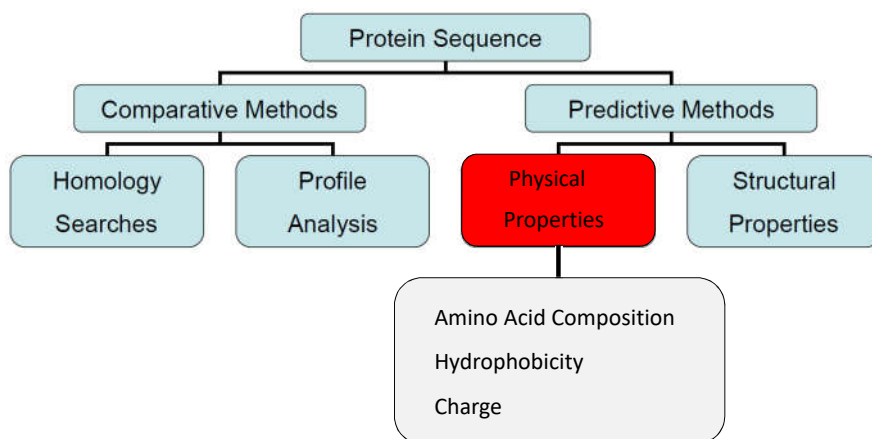 Protein Sequence
Comparative Methods
Predictive Methods
Homology
Searches
Profile
Analysis
Physical
Properties
Structural
Properties
Amino Acid Composition
Hydrophobicity
Charge